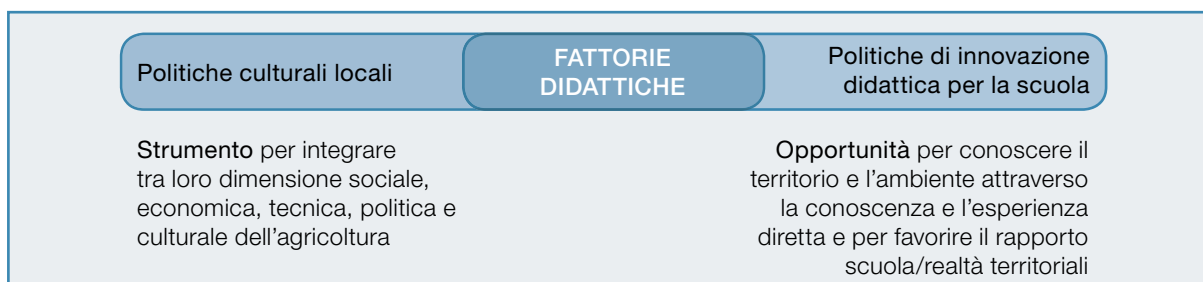 Politiche culturali locali
FATTORIE
DIDATTICHE
Politiche di innovazione
didattica per la scuola
Strumento per integrare
tra loro dimensione sociale,
economica, tecnica, politica e
culturale dell'agricoltura
Opportunità per conoscere il
territorio e l'ambiente attraverso
la conoscenza e l'esperienza
diretta e per favorire il rapporto
scuola/realtà territoriali